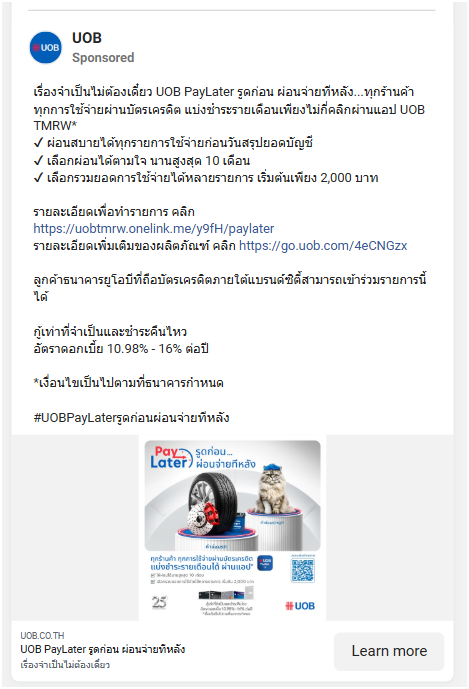 UOB
UOB
Sponsored
เรื่องจำเป็นไม่ต้องเดี๋ยว UOB PayLater รูดก่อน ผ่อนจ่ายทีหลัง...ทุกร้านค้า
ทุกการใช้จ่ายผ่านบัตรเครดิต แบ่งชำระรายเดือนเพียงไม่กี่คลิกผ่านแอป UOB
TMRW*
✓ ผ่อนสบายได้ทุกรายการใช้จ่ายก่อนวันสรุปยอดบัญชี
✓ เลือกผ่อนได้ตามใจ นานสูงสุด 10 เดือน
✓ เลือกรวมยอดการใช้จ่ายได้หลายรายการ เริ่มต้นเพียง 2,000 บาท
รายละเอียดเพื่อทำรายการ คลิก
https://uobtmrw.onelink.me/y9fH/paylater
รายละเอียดเพิ่มเติมของผลิตภัณฑ์ คลิก https://go.uob.com/4eCNGzx
ลูกค้าธนาคารยูโอบีที่ถือบัตรเครดิตภายใต้แบรนด์ซิตี้สามารถเข้าร่วมรายการนี้
ได้
กู้เท่าที่จำเป็นและชำระคืนไหว
อัตราดอกเบี้ย 10.98% - 16% ต่อปี
*เงื่อนไขเป็นไปตามที่ธนาคารกำหนด
#UOBPayLaterรูดก่อนผ่อนจ่ายทีหลัง
Pay Later
รูดก่อน...
ผ่อนจ่ายทีหลัง
ทุกร้านค้า ทุกการใช้จ่ายผ่านบัตรเครดิต
แบ่งชำระรายเดือนได้ ผ่านแอป*
UOB
25
UOB
UOB.CO.TH
UOB PayLater รูดก่อน ผ่อนจ่ายทีหลัง
เรื่องจำเป็นไม่ต้องเดี๋ยว
Learn more